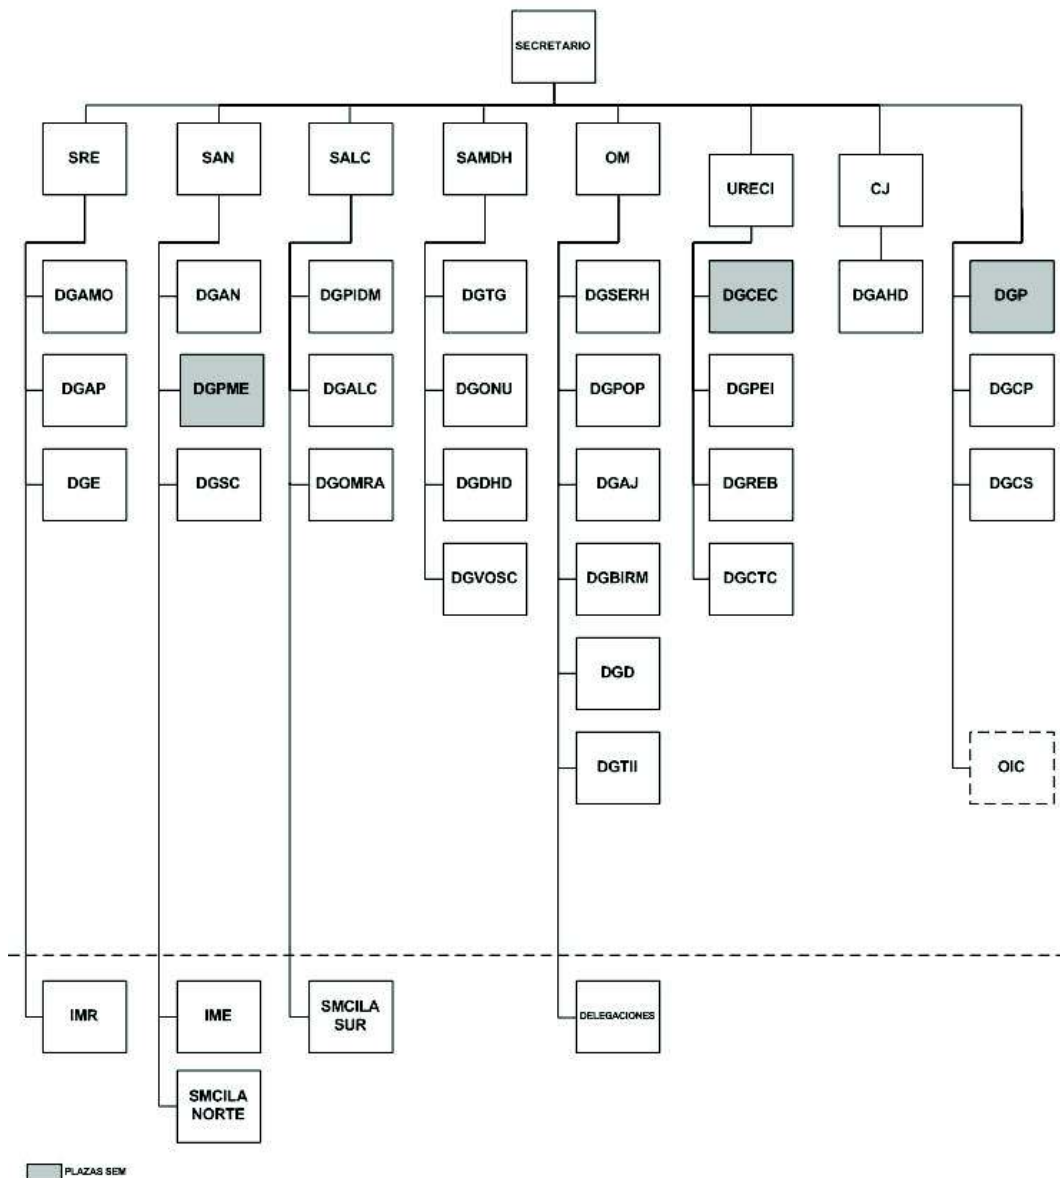 SECRETARIO
SRE
SAN
SALC
SAMDH
OM
URECI
CJ
DGAMO
DGAN
DGPIDM
DGTG
DGSERH
DGCEC
DGAHD
DGP
DGAP
DGPME
DGALC
DGONU
DGPOP
DGPEI
DGCP
DGE
DGSC
DGOMRA
DGDHD
DGAJ
DGREB
DGCS
DGVOSC
DGBIRM
DGCTC
DGD
DGTII
OIC
IMR
IME
SMCILA
SUR
DELEGACIONES
SMCILA
NORTE
PLAZAS SEM